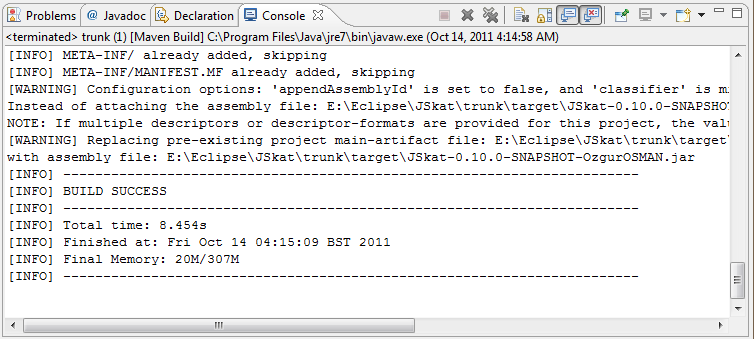 Problems @ Javadoc Declaration Console
<terminated> trunk (1) [Maven Build] C:\Program Files\Java\jre7\bin\javaw.exe (Oct 14, 2011 4:14:58 AM)
[INFO] META-INF/ already added, skipping
[INFO] META-INF/MANIFEST.MF already added, skipping
[WARNING] Configuration options: 'appendAssemblyId' is set to false, and 'classifier' is
Instead of attaching the assembly file: E:\Eclipse\JSkat\trunk\target\JSkat-0.10.0-SNAPSHOT
NOTE: If multiple descriptors or descriptor-formats are provided for this project, the
[WARNING] Replacing pre-existing project main-artifact file: E:\Eclipse\JSkat\trunk\target\
with assembly file: E:\Eclipse\JSkat\trunk\target\JSkat-0.10.0-SNAPSHOT-OzgurOSMAN.jar
[INFO] ------------------------------------------------------------------------
[INFO] BUILD SUCCESS
[INFO] ------------------------------------------------------------------------
[INFO] Total time: 8.454s
[INFO] Finished at: Fri Oct 14 04:15:09 BST 2011
[INFO] Final Memory: 20M/307M
[INFO] ------------------------------------------------------------------------